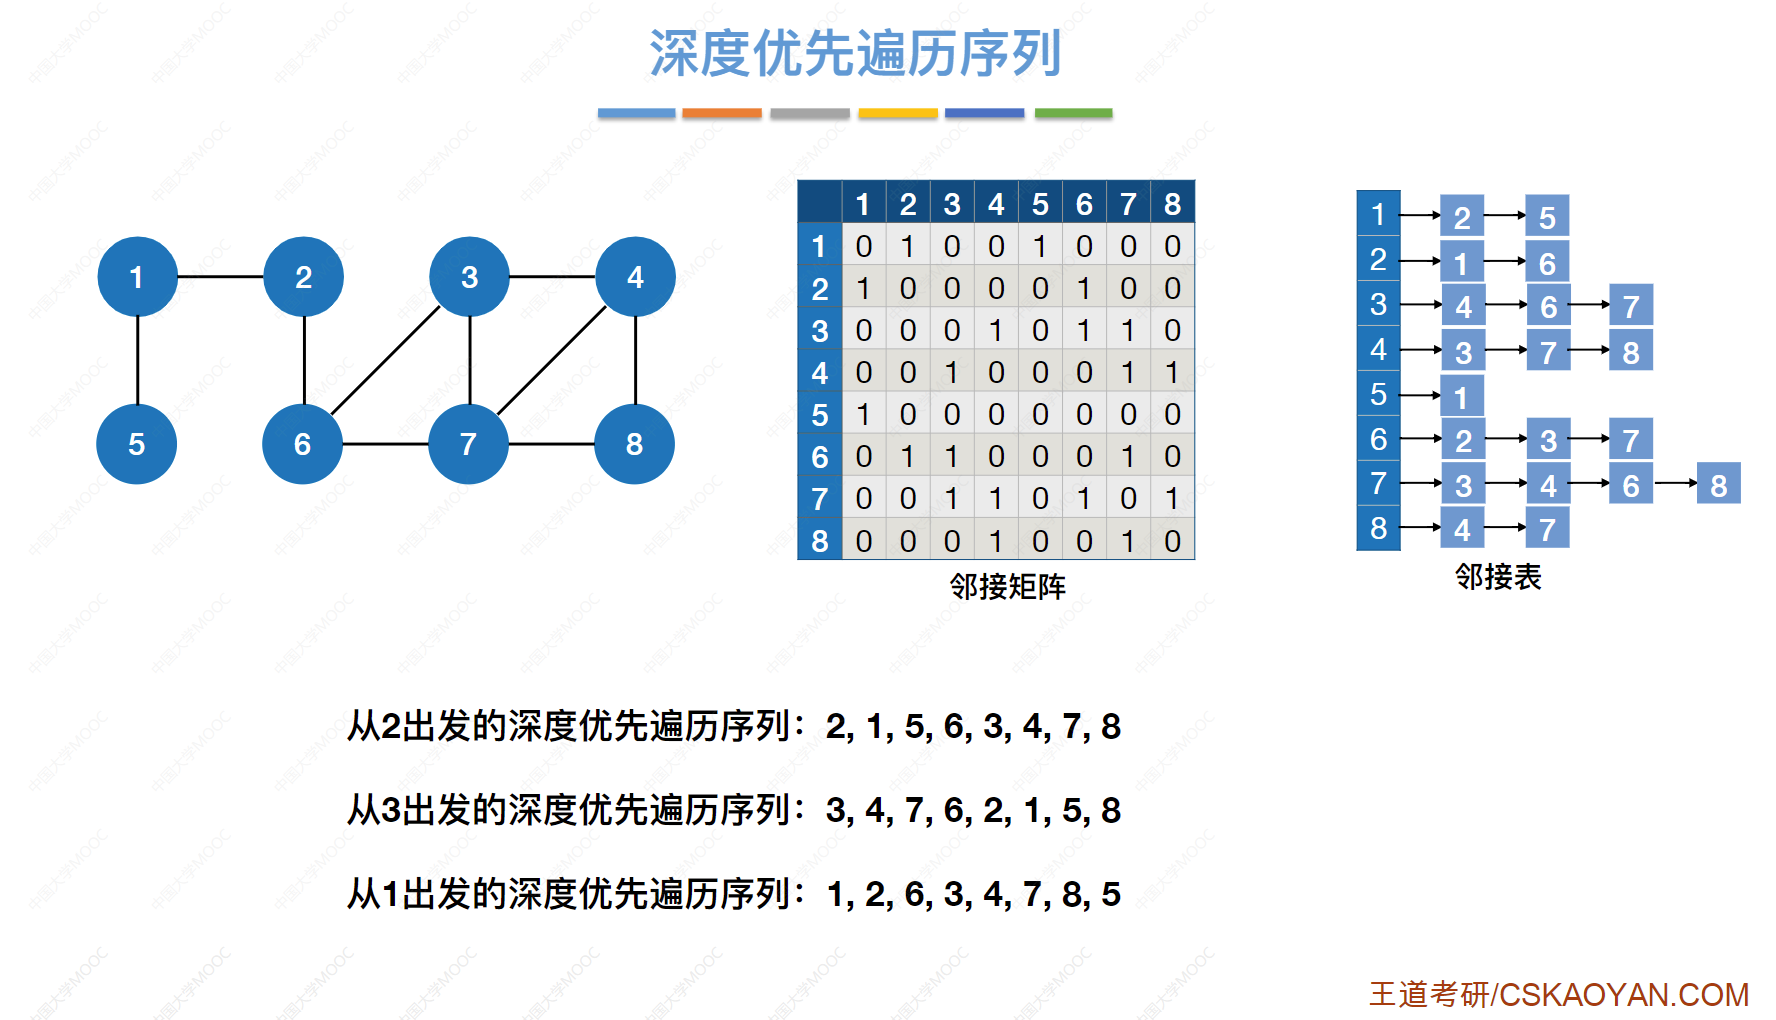 深度优先遍历序列
1 2 3 4
5 6 7 8
1 2 3 4 5 6 7 8
1 0 1 0 0 1 0 0 0
2 1 0 0 0 0 1 0 0
3 0 0 0 1 0 1 1 0
4 0 0 1 0 0 0 1 1
5 1 0 0 0 0 0 0 0
6 0 1 1 0 0 0 1 0
7 0 0 1 1 0 1 0 1
8 0 0 0 1 0 0 1 0
邻接矩阵
1 2 5
2 1 6
3 4 6 7
4 3 7 8
5 1
6 2 3 7
7 3 4 6 8
8 4 7
邻接表
从2出发的深度优先遍历序列：2, 1, 5, 6, 3, 4, 7, 8
从3出发的深度优先遍历序列：3, 4, 7, 6, 2, 1, 5, 8
从1出发的深度优先遍历序列：1, 2, 6, 3, 4, 7, 8, 5
王道考研/CSKAOYAN.COM
中国大学MOOC